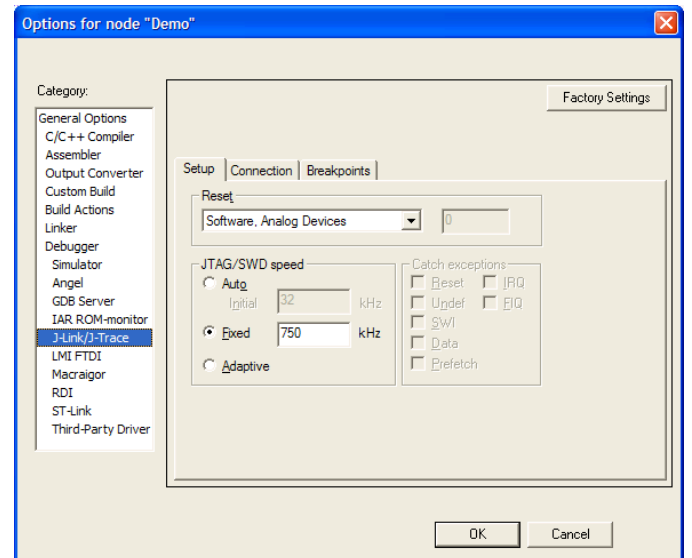 Options for node "Demo"
Category:
Factory Settings
General Options
C/C++ Compiler
Assembler
Output Converter
Custom Build
Build Actions
Linker
Debugger
Simulator
Angel
GDB Server
IAR ROM-monitor
J-Link/J-Trace
LMI FTDI
Macraigor
RDI
ST-Link
Third-Party Driver
Setup Connection Breakpoints
Reset
Software, Analog Devices 0
JTAG/SWD speed
Auto
Initial 32 kHz
Fixed 750 kHz
Adaptive
Catch exceptions
Reset IRQ
Undef FIQ
SWI
Data
Prefetch
OK Cancel